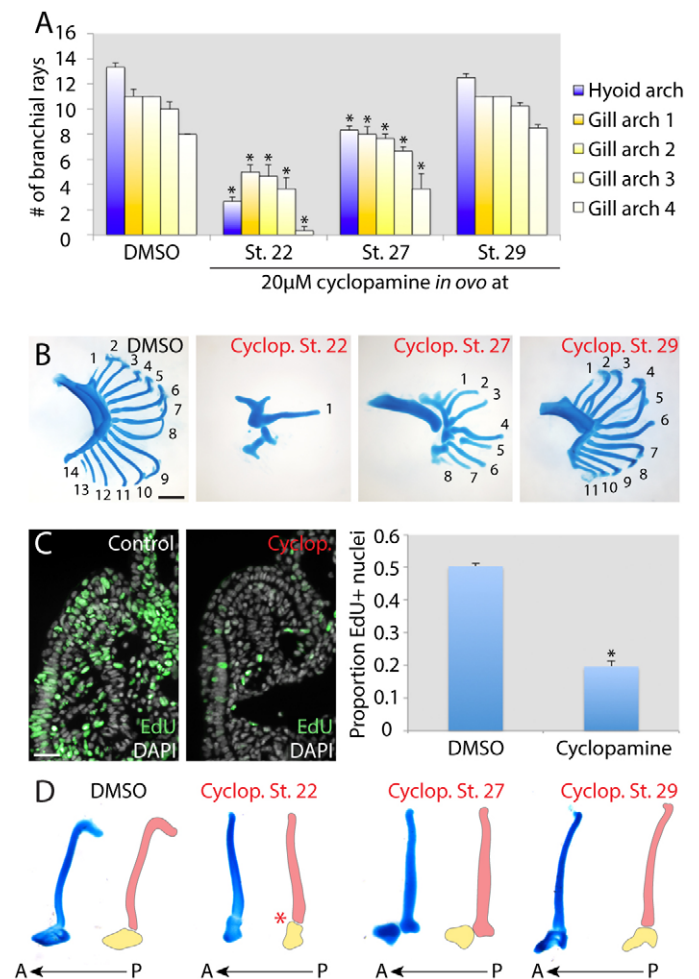 A
# of branchial rays
16
14
12
10
8
6
4
2
0
* * * * *
* * * * *
DMSO St. 22 St. 27 St. 29
20µM cyclopamine in ovo at
Hyoid arch
Gill arch 1
Gill arch 2
Gill arch 3
Gill arch 4
B
DMSO
1 2 3 4 5 6 7 8 9 10 11 12 13 14
Cyclop. St. 22
1
Cyclop. St. 27
1 2 3 4 5 6 7 8
Cyclop. St. 29
1 2 3 4 5 6 7 8 9 10 11
C
Control
EdU
DAPI
Cyclop.
EdU
DAPI
Proportion EdU+ nuclei
0.6
0.5
0.4
0.3
0.2
0.1
0
*
DMSO Cyclopamine
D
DMSO Cyclop. St. 22 Cyclop. St. 27 Cyclop. St. 29
*
A P A P A P A P